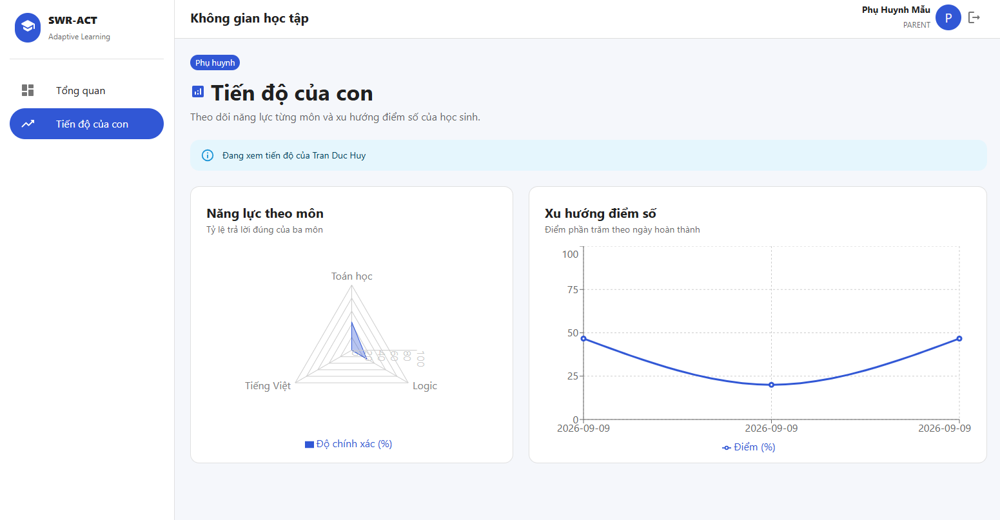 SWR-ACT
Adaptive Learning
Tổng quan
Tiến độ của con
Không gian học tập
Phụ Huynh Mẫu
PARENT
P
Phụ huynh
Tiến độ của con
Theo dõi năng lực từng môn và xu hướng điểm số của học sinh.
Đang xem tiến độ của Tran Duc Huy
Năng lực theo môn
Tỷ lệ trả lời đúng của ba môn
Toán học
0 20 40 60 80 100
Tiếng Việt
Logic
Độ chính xác (%)
Xu hướng điểm số
Điểm phần trăm theo ngày hoàn thành
100
75
50
25
0
2026-09-09 2026-09-09 2026-09-09
Điểm (%)